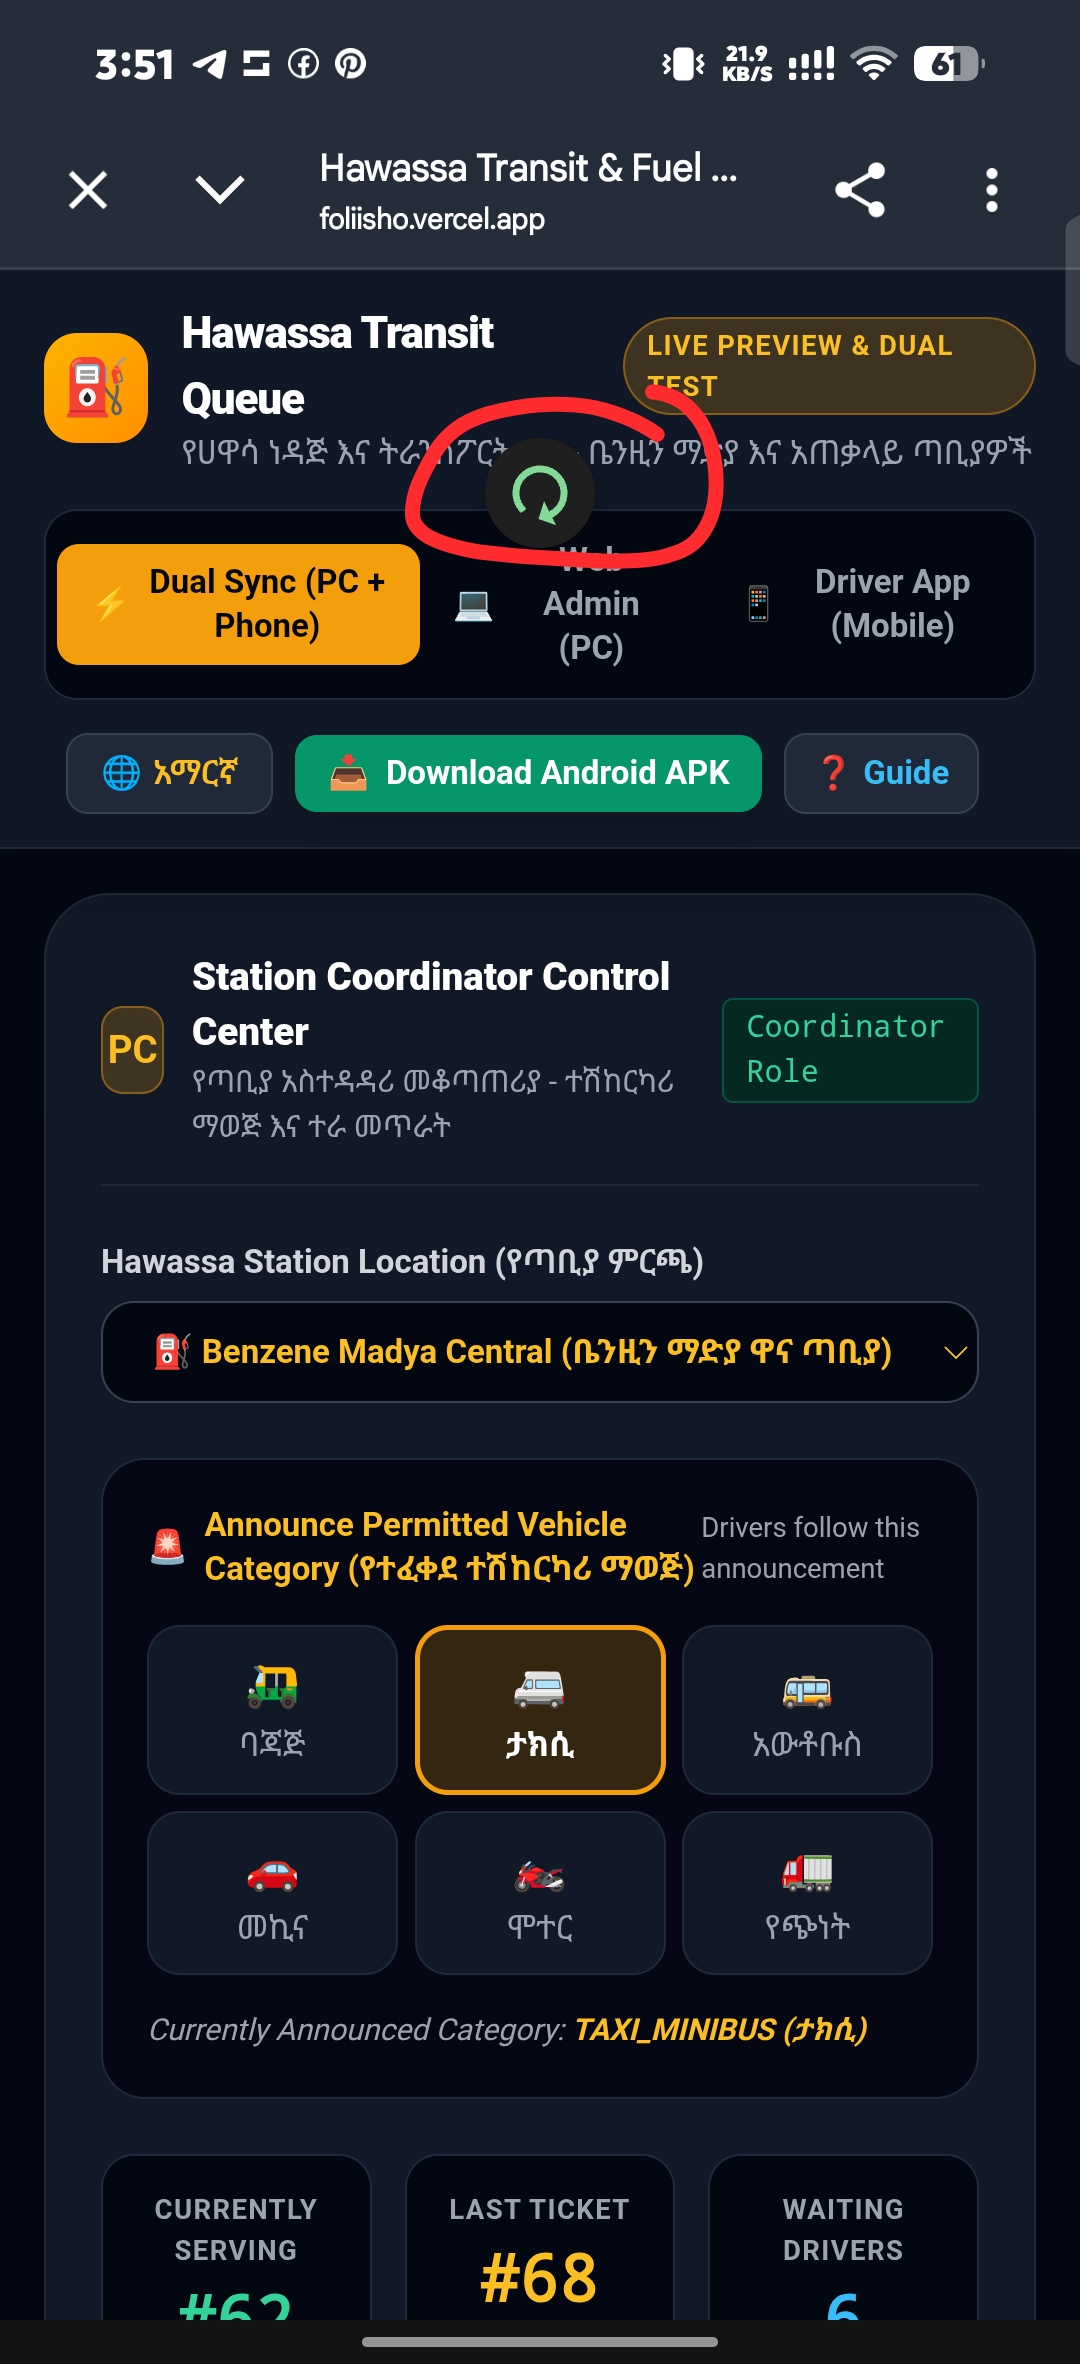 3:51
21.9
KB/S
61
Hawassa Transit & Fuel ...
foliisho.vercel.app
Hawassa Transit
Queue
LIVE PREVIEW & DUAL
TEST
የሀዋሳ ነዳጅ እና ትራንስፖርት - ቤንዚን ማድያ እና አጠቃላይ ጣቢያዎች
Dual Sync (PC +
Phone)
Web
Admin
(PC)
Driver App
(Mobile)
አማርኛ
Download Android APK
Guide
PC
Station Coordinator Control
Center
የጣቢያ አስተዳዳሪ መቆጣጠሪያ - ተሽከርካሪ
ማወጅ እና ተራ መጥራት
Coordinator
Role
Hawassa Station Location (የጣቢያ ምርጫ)
Benzene Madya Central (ቤንዚን ማድያ ዋና ጣቢያ)
Announce Permitted Vehicle
Category (የተፈቀደ ተሽከርካሪ ማወጅ)
Drivers follow this
announcement
ባጃጅ
ታክሲ
አውቶቡስ
መኪና
ሞተር
የጭነት
Currently Announced Category: TAXI_MINIBUS (ታክሲ)
CURRENTLY
SERVING
#62
LAST TICKET
#68
WAITING
DRIVERS
6